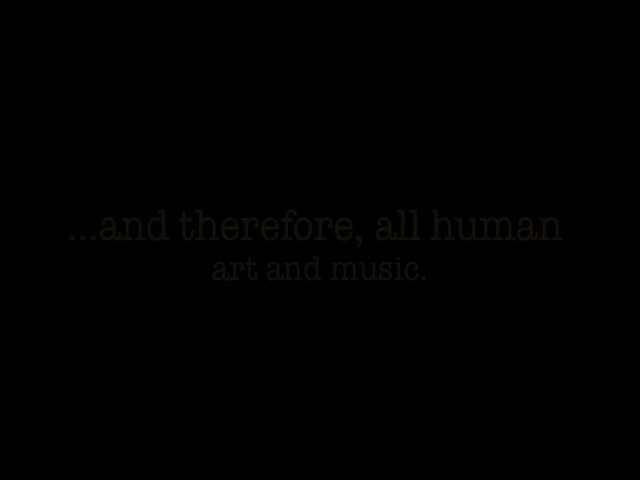 ...and therefore, all human
art and music.